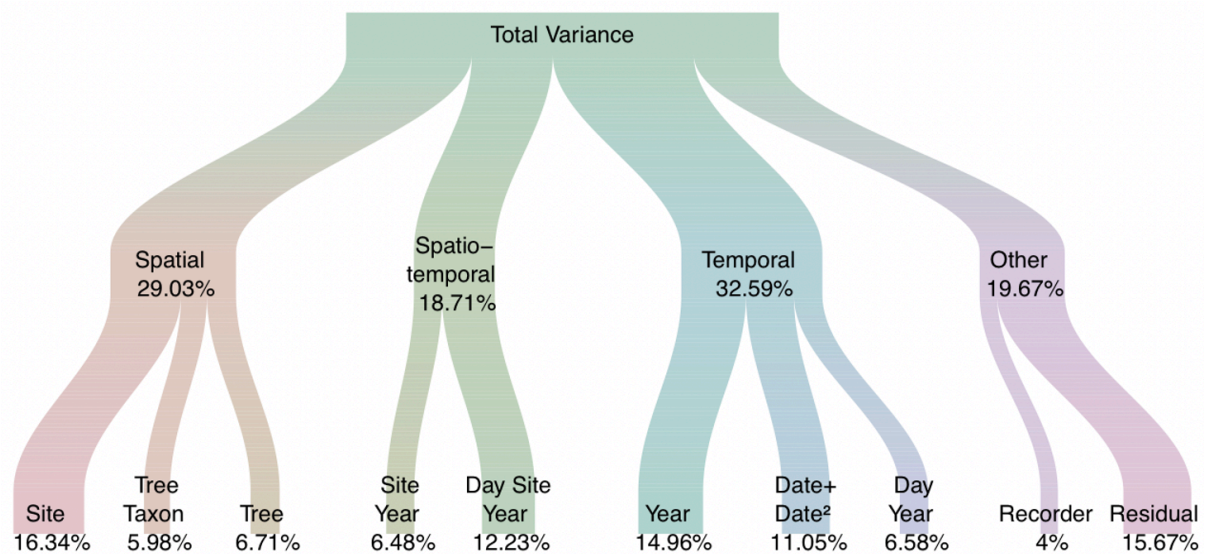 Total Variance
Spatial
29.03%
Spatio−
temporal
18.71%
Temporal
32.59%
Other
19.67%
Site
16.34%
Tree
Taxon
5.98%
Tree
6.71%
Site
Year
6.48%
Day Site
Year
12.23%
Year
14.96%
Date+
Date²
11.05%
Day
Year
6.58%
Recorder
4%
Residual
15.67%